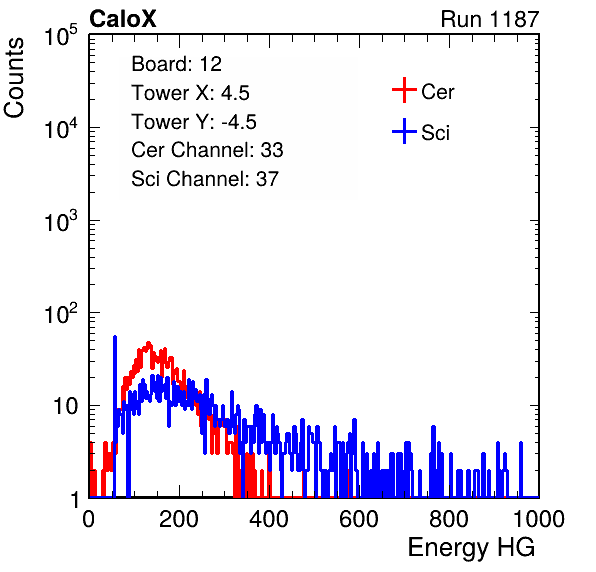 CaloX Run 1187
Counts
10^5
10^4
10^3
10^2
10
1
Board: 12
Tower X: 4.5
Tower Y: -4.5
Cer Channel: 33
Sci Channel: 37
Cer
Sci
0 200 400 600 800 1000
Energy HG